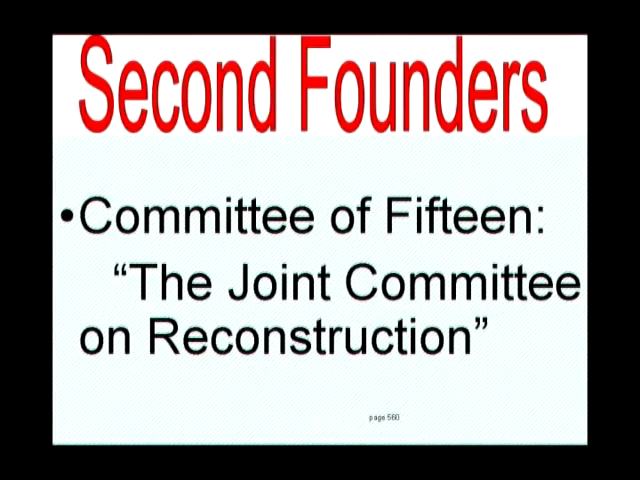 Second Founders
•Committee of Fifteen:
“The Joint Committee
on Reconstruction”
page 560